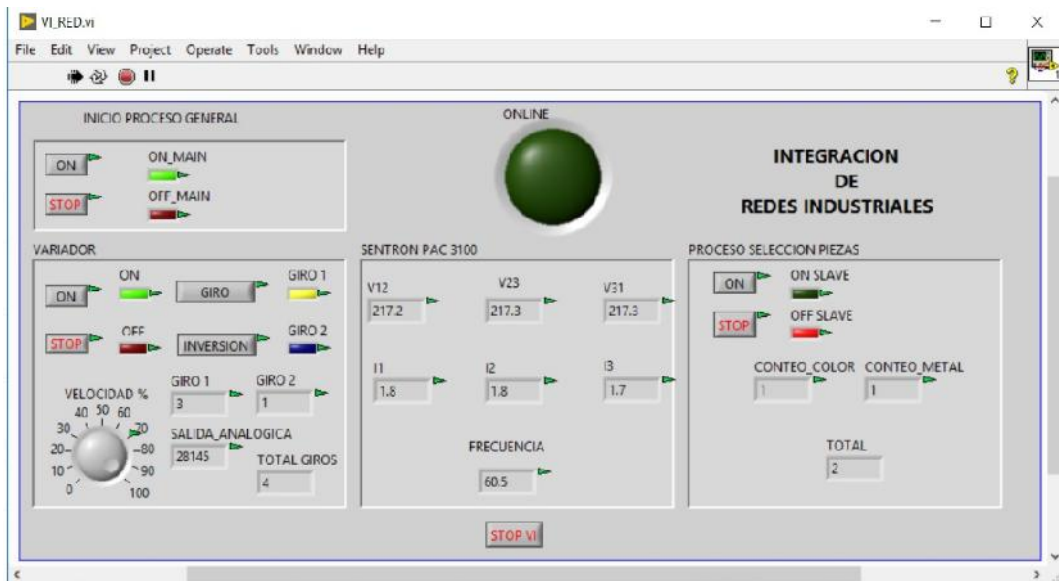 VI_RED.vi
File Edit View Project Operate Tools Window Help
INICIO PROCESO GENERAL
ON
ON_MAIN
STOP
OFF_MAIN
ONLINE
INTEGRACION
DE
REDES INDUSTRIALES
VARIADOR
ON
ON
GIRO
GIRO 1
STOP
OFF
INVERSION
GIRO 2
VELOCIDAD %
0 10 20 30 40 50 60 70 80 90 100
GIRO 1
3
GIRO 2
1
SALIDA_ANALOGICA
28145
TOTAL GIROS
4
SENTRON PAC 3100
V12 V23 V31
217.2 217.3 217.3
I1 I2 I3
1.8 1.8 1.7
FRECUENCIA
60.5
STOP VI
PROCESO SELECCION PIEZAS
ON
ON SLAVE
STOP
OFF SLAVE
CONTEO_COLOR CONTEO_METAL
1 1
TOTAL
2